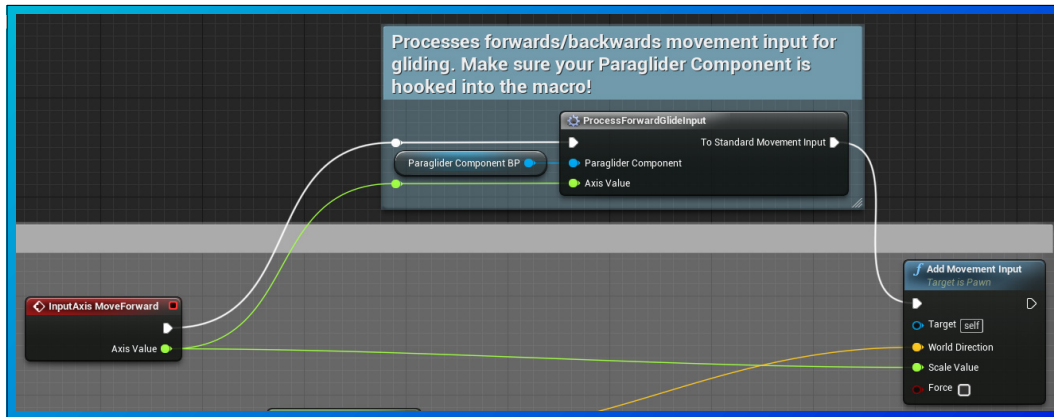 Processes forwards/backwards movement input for
gliding. Make sure your Paraglider Component is
hooked into the macro!
ProcessForwardGlideInput
To Standard Movement Input
Paraglider Component BP
Paraglider Component
Axis Value
InputAxis MoveForward
Axis Value
f Add Movement Input
Target is Pawn
Target self
World Direction
Scale Value
Force